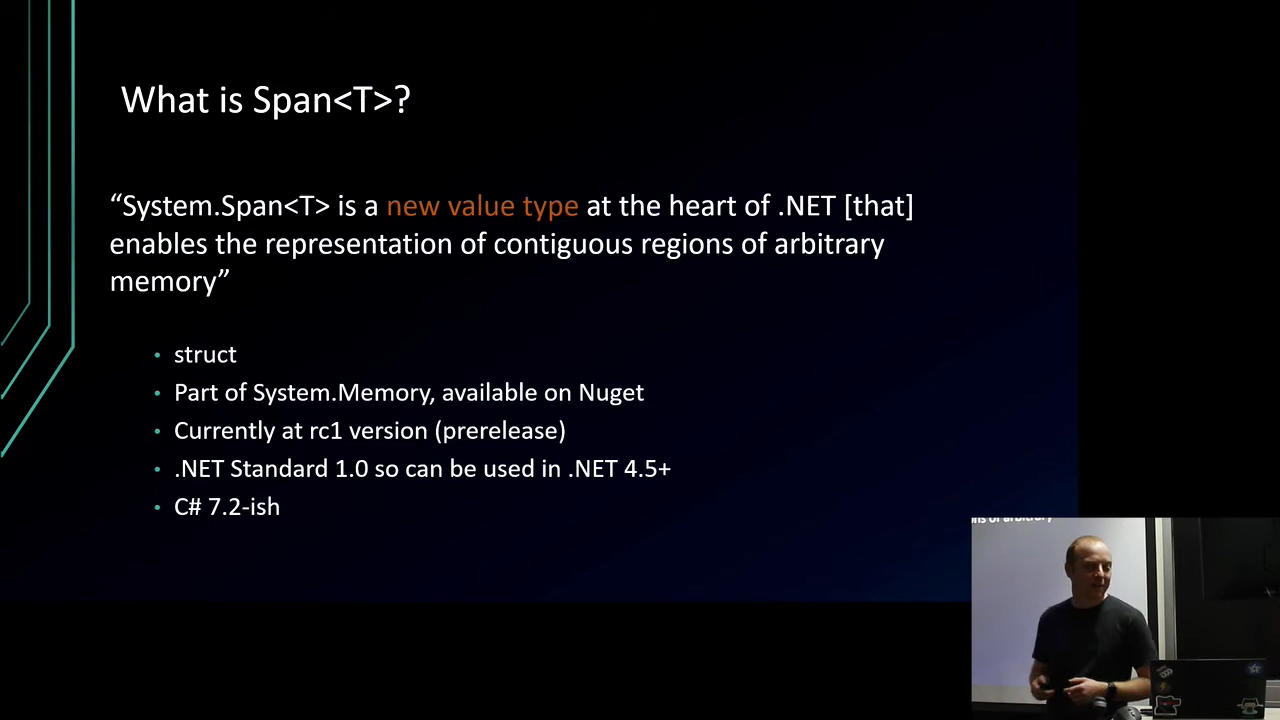 What is Span<T>?
“System.Span<T> is a new value type at the heart of .NET [that]
enables the representation of contiguous regions of arbitrary
memory”
• struct
• Part of System.Memory, available on Nuget
• Currently at rc1 version (prerelease)
• .NET Standard 1.0 so can be used in .NET 4.5+
• C# 7.2-ish
of arbitrary